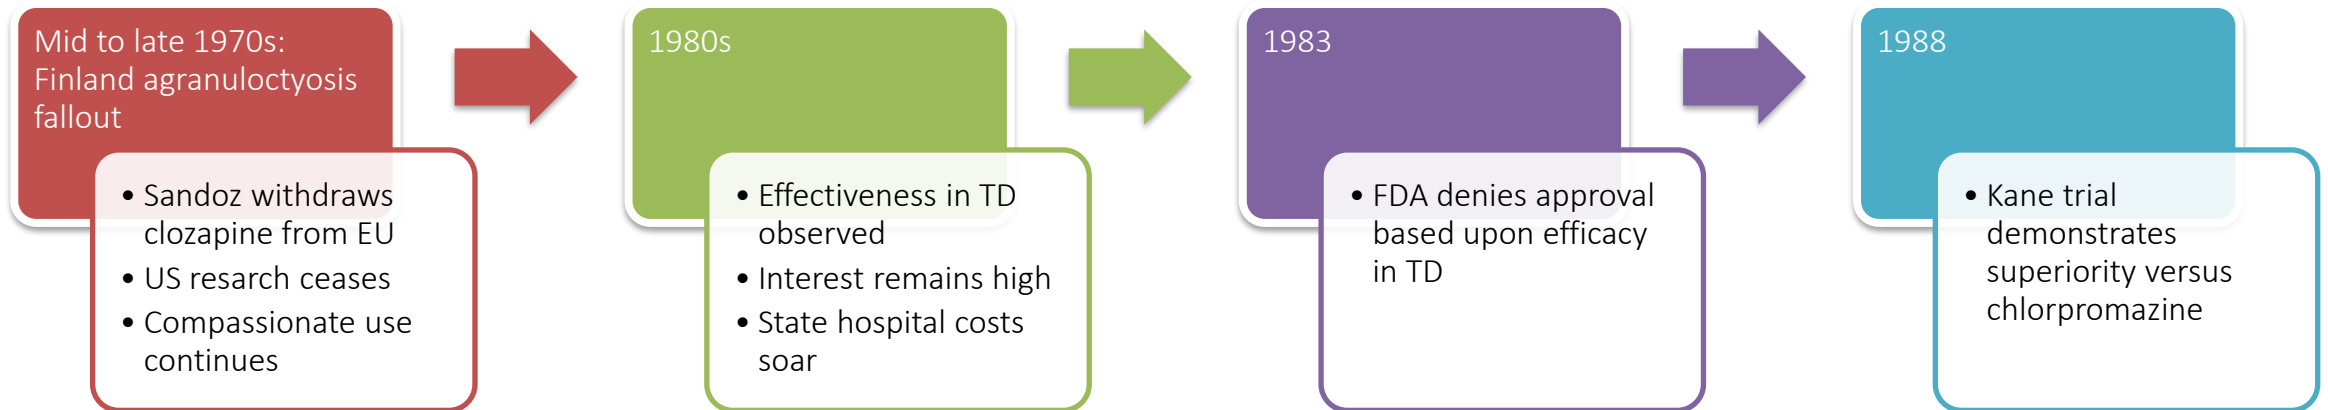 Mid to late 1970s:
Finland agranuloctyosis
fallout
• Sandoz withdraws
clozapine from EU
• US resarch ceases
• Compassionate use
continues
1980s
• Effectiveness in TD
observed
• Interest remains high
• State hospital costs
soar
1983
• FDA denies approval
based upon efficacy
in TD
1988
• Kane trial
demonstrates
superiority versus
chlorpromazine